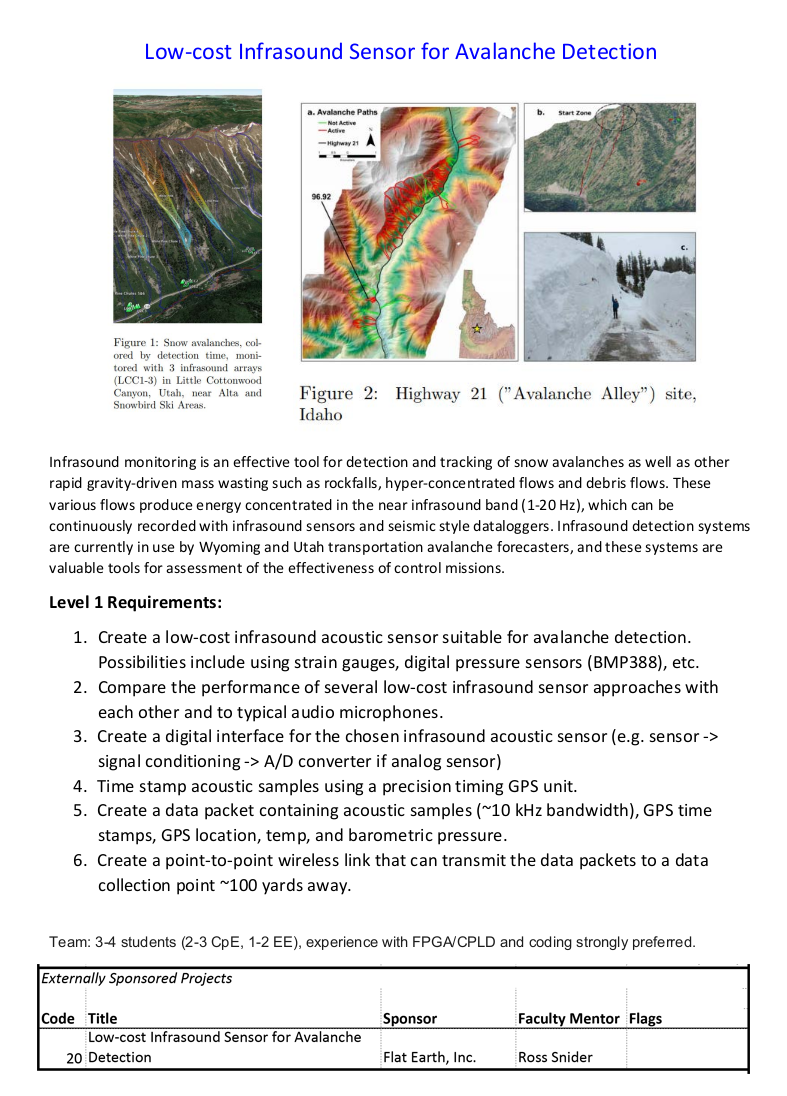 Low-cost Infrasound Sensor for Avalanche Detection
a. Avalanche Paths
Not Active
Active
Highway 21
N
96.92
b.
Start Zone
c.
Figure 1: Snow avalanches, col-
ored by detection time, moni-
tored with 3 infrasound arrays
(LCC1-3) in Little Cottonwood
Canyon, Utah, near Alta and
Snowbird Ski Areas.
Figure 2: Highway 21 ("Avalanche Alley") site,
Idaho
Infrasound monitoring is an effective tool for detection and tracking of snow avalanches as well as other
rapid gravity-driven mass wasting such as rockfalls, hyper-concentrated flows and debris flows. These
various flows produce energy concentrated in the near infrasound band (1-20 Hz), which can be
continuously recorded with infrasound sensors and seismic style dataloggers. Infrasound detection systems
are currently in use by Wyoming and Utah transportation avalanche forecasters, and these systems are
valuable tools for assessment of the effectiveness of control missions.
Level 1 Requirements:
1. Create a low-cost infrasound acoustic sensor suitable for avalanche detection.
Possibilities include using strain gauges, digital pressure sensors (BMP388), etc.
2. Compare the performance of several low-cost infrasound sensor approaches with
each other and to typical audio microphones.
3. Create a digital interface for the chosen infrasound acoustic sensor (e.g. sensor ->
signal conditioning -> A/D converter if analog sensor)
4. Time stamp acoustic samples using a precision timing GPS unit.
5. Create a data packet containing acoustic samples (~10 kHz bandwidth), GPS time
stamps, GPS location, temp, and barometric pressure.
6. Create a point-to-point wireless link that can transmit the data packets to a data
collection point ~100 yards away.
Team: 3-4 students (2-3 CpE, 1-2 EE), experience with FPGA/CPLD and coding strongly preferred.
Externally Sponsored Projects
Code Title Sponsor Faculty Mentor Flags
Low-cost Infrasound Sensor for Avalanche
20 Detection Flat Earth, Inc. Ross Snider